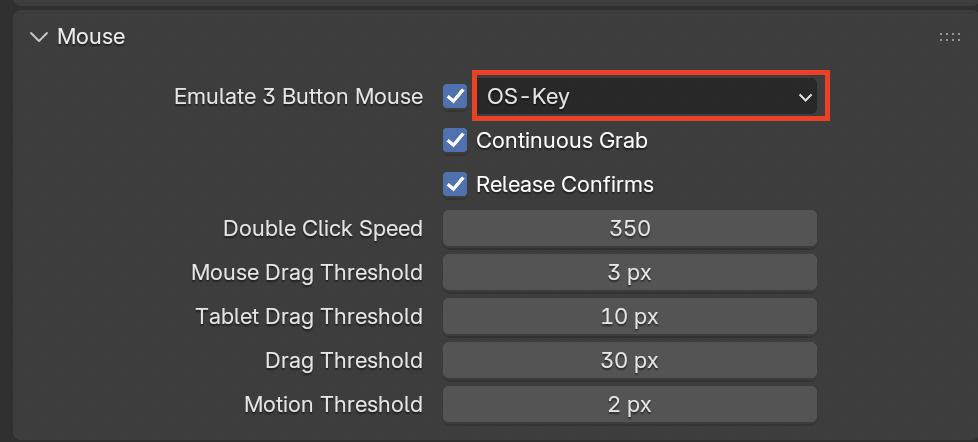 Mouse
Emulate 3 Button Mouse OS-Key
Continuous Grab
Release Confirms
Double Click Speed 350
Mouse Drag Threshold 3 px
Tablet Drag Threshold 10 px
Drag Threshold 30 px
Motion Threshold 2 px